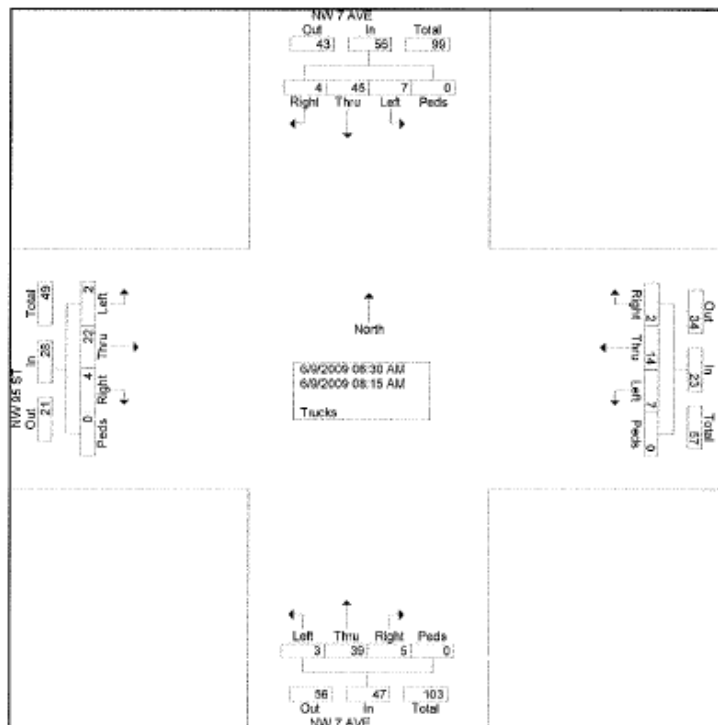 NW 7 AVE
Out In Total
43 56 99
4 45 7 0
Right Thru Left Peds
Total In Out
49 28 21
2 22 4 0
Left Thru Right Peds
NW 95 ST
North
6/9/2009 06:30 AM
6/9/2009 08:15 AM
Trucks
Right Thru Left Peds
2 14 7 0
Out In Total
34 23 57
Left Thru Right Peds
3 39 5 0
56 47 103
Out In Total
NW 7 AVE